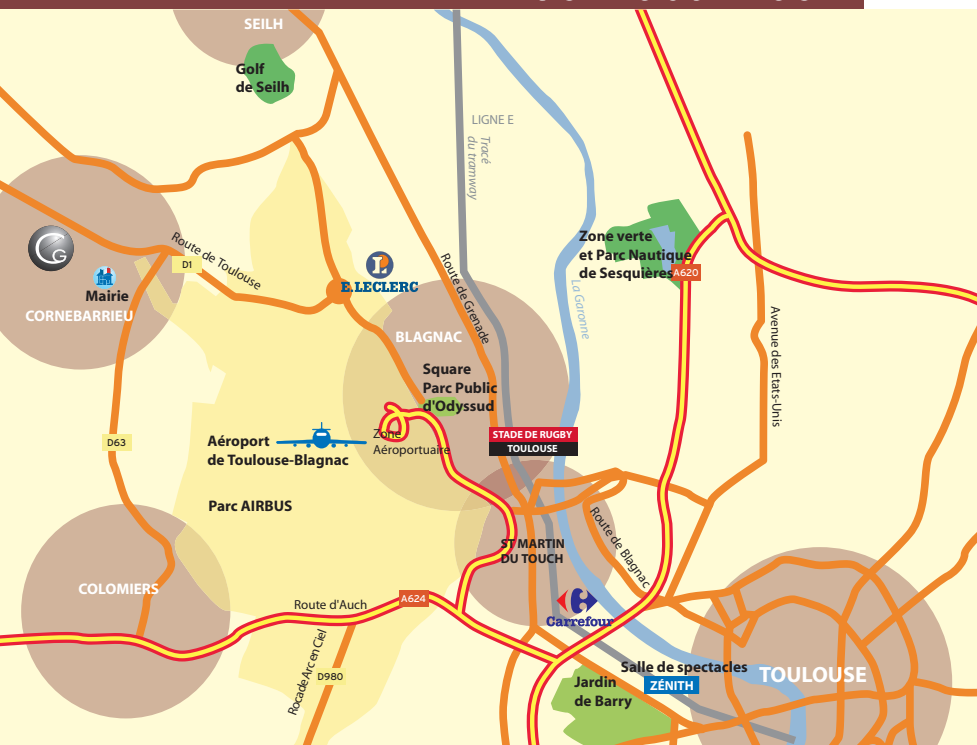 SEILH
Golf
de Seilh
LIGNE E
Tracé
du tramway
Zone verte
et Parc Nautique
de Sesquières
A620
Route de Toulouse
D1
CG
Mairie
CORNEBARRIEU
L
E.LECLERC
Route de Grenade
La Garonne
BLAGNAC
Avenue des Etats-Unis
Square
Parc Public
d'Odyssud
D63
Aéroport
de Toulouse-Blagnac
Zone
Aéroportuaire
STADE DE RUGBY
TOULOUSE
Parc AIRBUS
Route de Blagnac
ST MARTIN
DU TOUCH
COLOMIERS
Route d'Auch
A624
Carrefour
Rocade Arc en Ciel
D980
Salle de spectacles
ZÉNITH
TOULOUSE
Jardin
de Barry